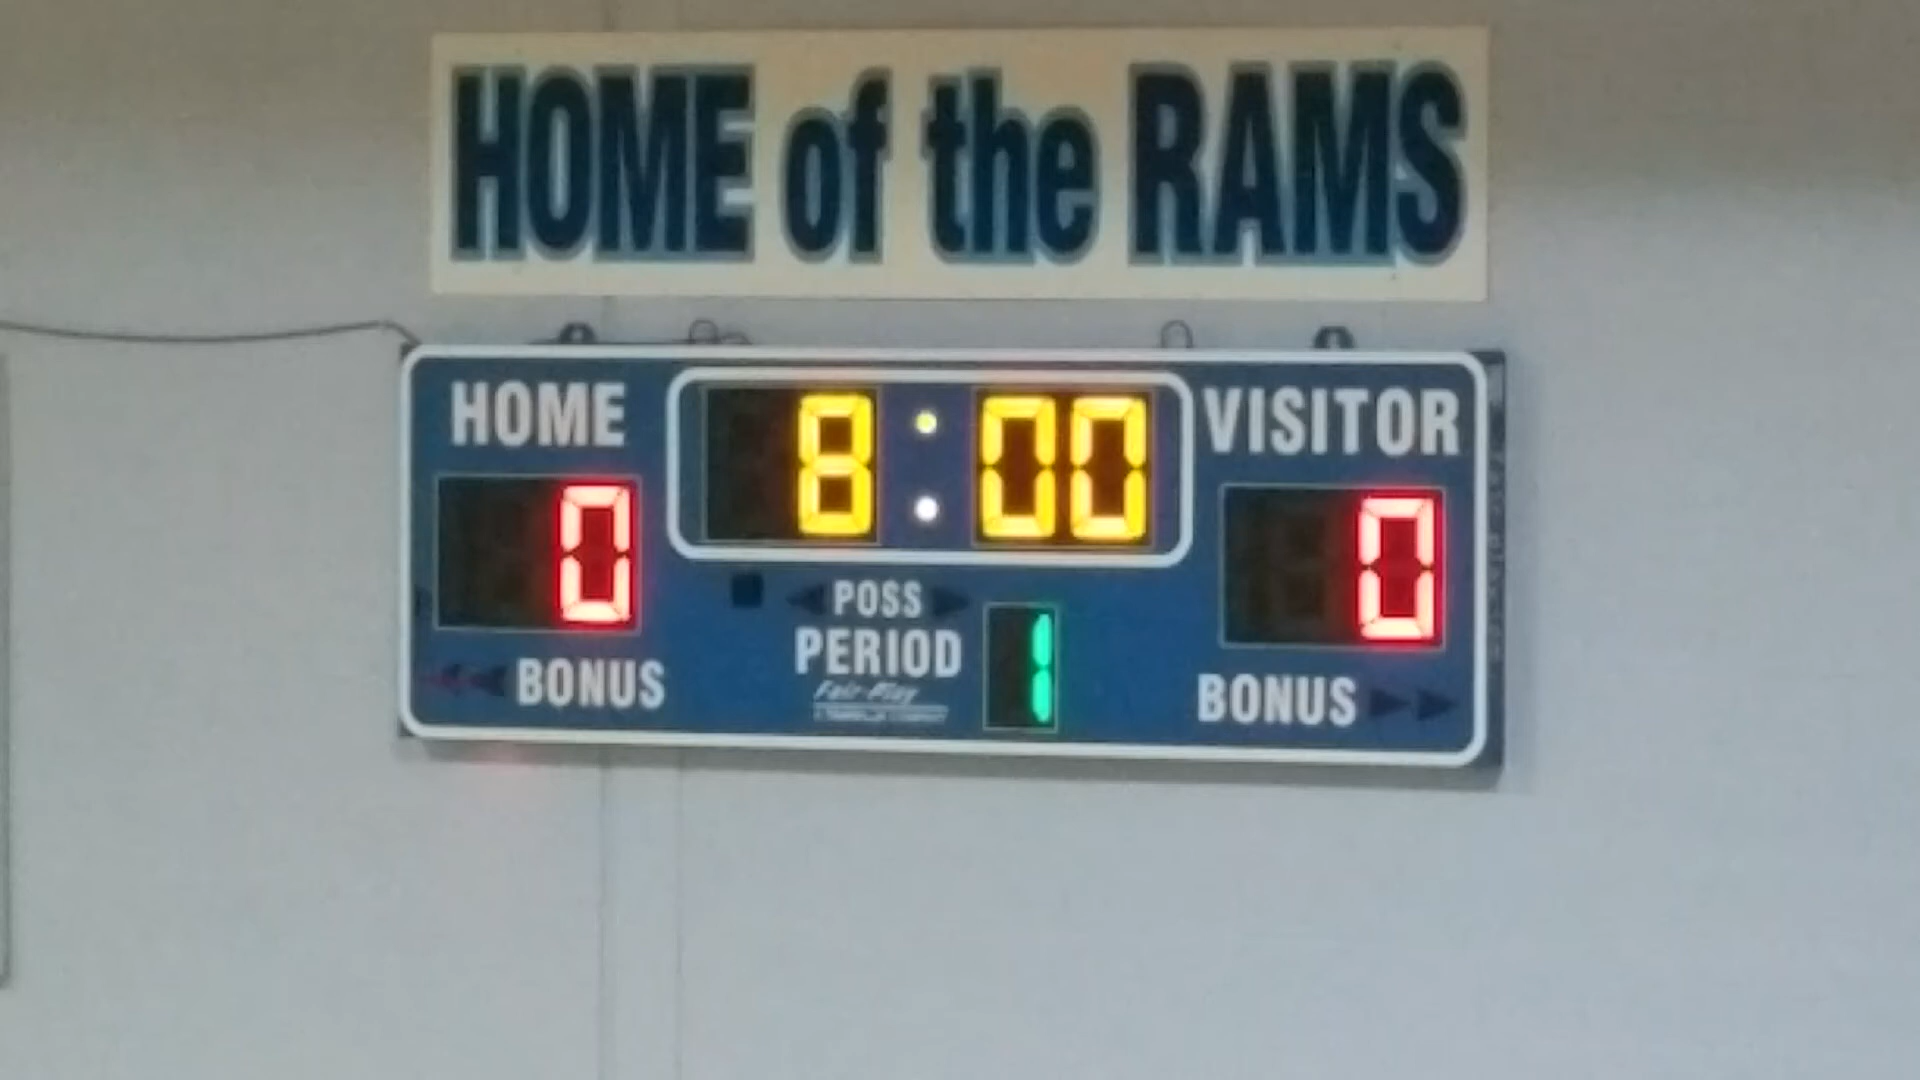 HOME of the RAMS
HOME 8:00 VISITOR
0 0
POSS
PERIOD 1
BONUS BONUS
Fair-Play